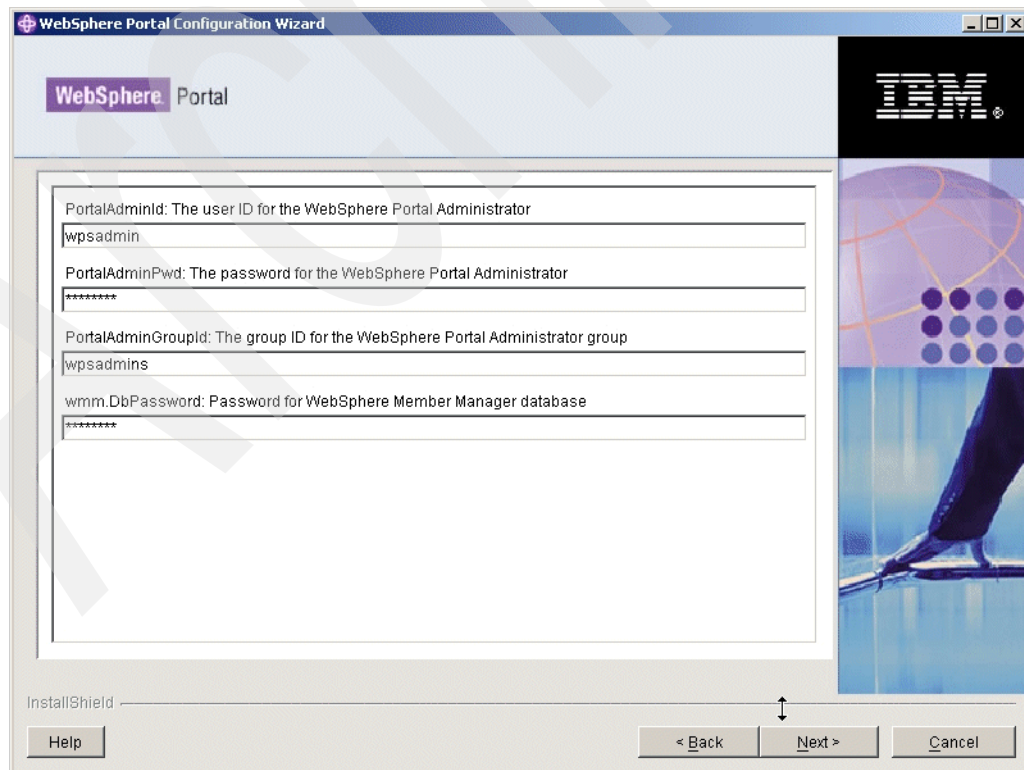 WebSphere Portal Configuration Wizard
WebSphere. Portal
IBM®
PortalAdminId: The user ID for the WebSphere Portal Administrator
wpsadmin
PortalAdminPwd: The password for the WebSphere Portal Administrator
********
PortalAdminGroupId: The group ID for the WebSphere Portal Administrator group
wpsadmins
wmm.DbPassword: Password for WebSphere Member Manager database
********
InstallShield
Help < Back Next > Cancel